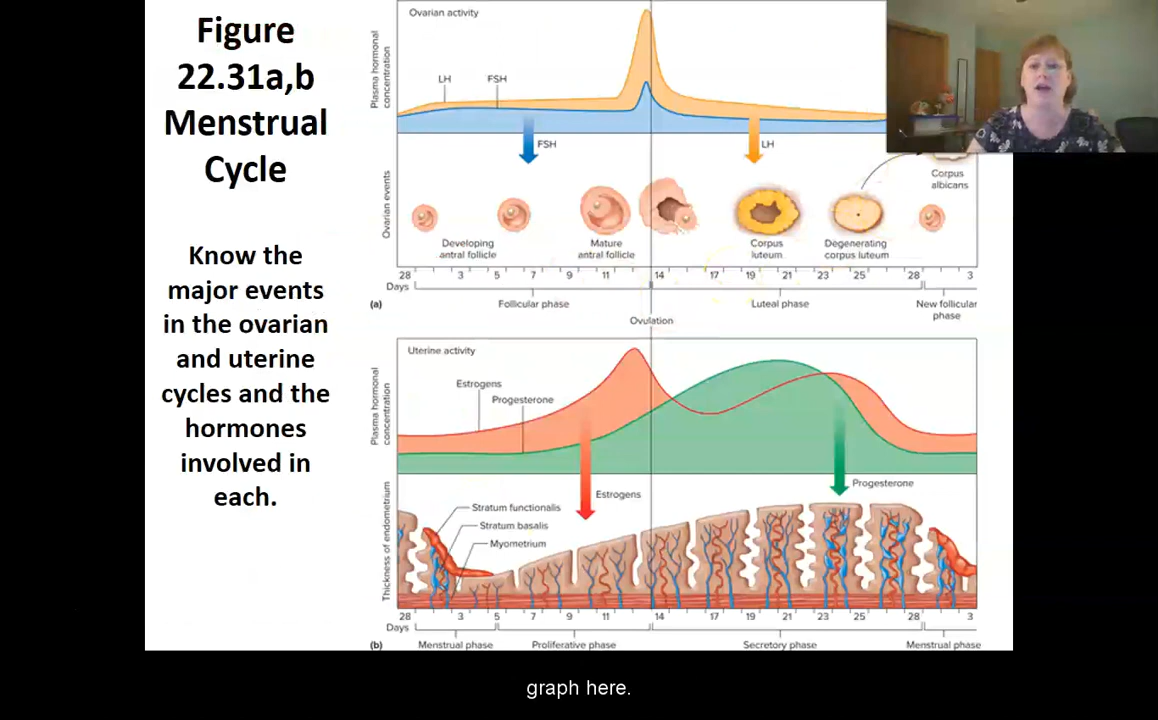 Figure
22.31a,b
Menstrual
Cycle
Know the
major events
in the ovarian
and uterine
cycles and the
hormones
involved in
each.
Ovarian activity
Plasma hormonal
concentration
LH
FSH
FSH
LH
Ovarian events
Corpus
albicans
Developing
antral follicle
Mature
antral follicle
Corpus
luteum
Degenerating
corpus luteum
28 3 5 7 9 11 14 17 19 21 23 25 28 3
Days
(a)
Follicular phase
Luteal phase
New follicular
phase
Ovulation
Uterine activity
Plasma hormonal
concentration
Estrogens
Progesterone
Estrogens
Progesterone
Thickness of endometrium
Stratum functionalis
Stratum basalis
Myometrium
28 3 5 7 9 11 14 17 19 21 23 25 28 3
Days
(b)
Menstrual phase
Proliferative phase
Secretory phase
Menstrual phase
graph here.